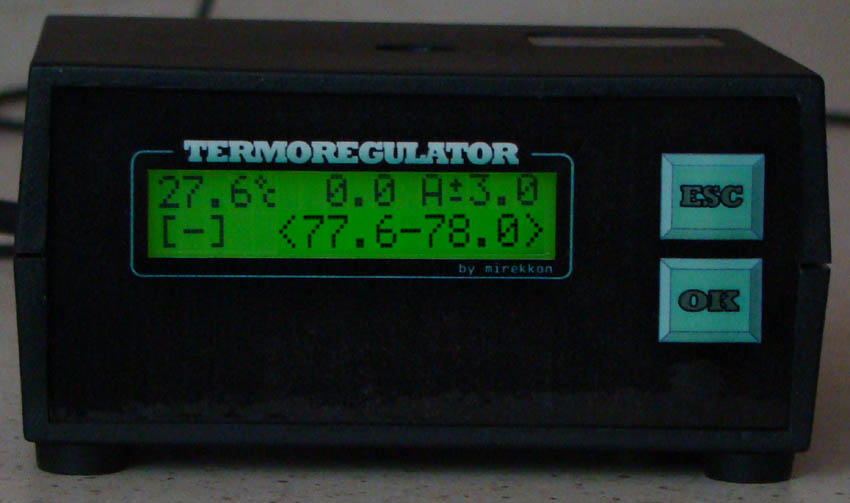 TERMOREGULATOR
27.6℃ 0.0 A±3.0
[-] <77.6-78.0>
by mirekkon
ESC
OK